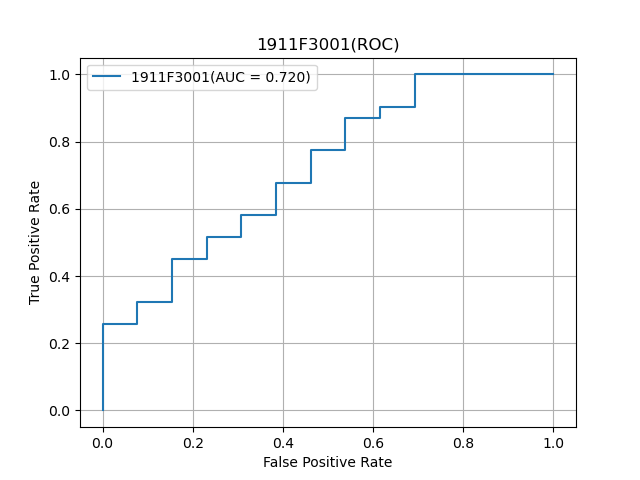 1911F3001(ROC)
1911F3001(AUC = 0.720)
True Positive Rate
1.0
0.8
0.6
0.4
0.2
0.0
0.0 0.2 0.4 0.6 0.8 1.0
False Positive Rate